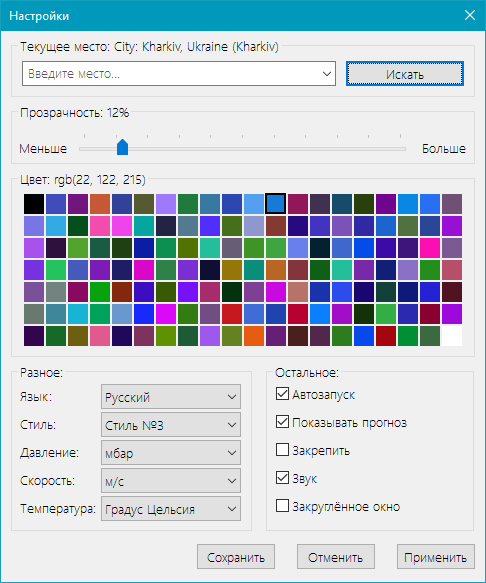 Настройки
Текущее место: City: Kharkiv, Ukraine (Kharkiv)
Введите место...
Искать
Прозрачность: 12%
Меньше
Больше
Цвет: rgb(22, 122, 215)
Разное:
Язык: Русский
Стиль: Стиль №3
Давление: мбар
Скорость: м/с
Температура: Градус Цельсия
Остальное:
Автозапуск
Показывать прогноз
Закрепить
Звук
Закруглённое окно
Сохранить
Отменить
Применить